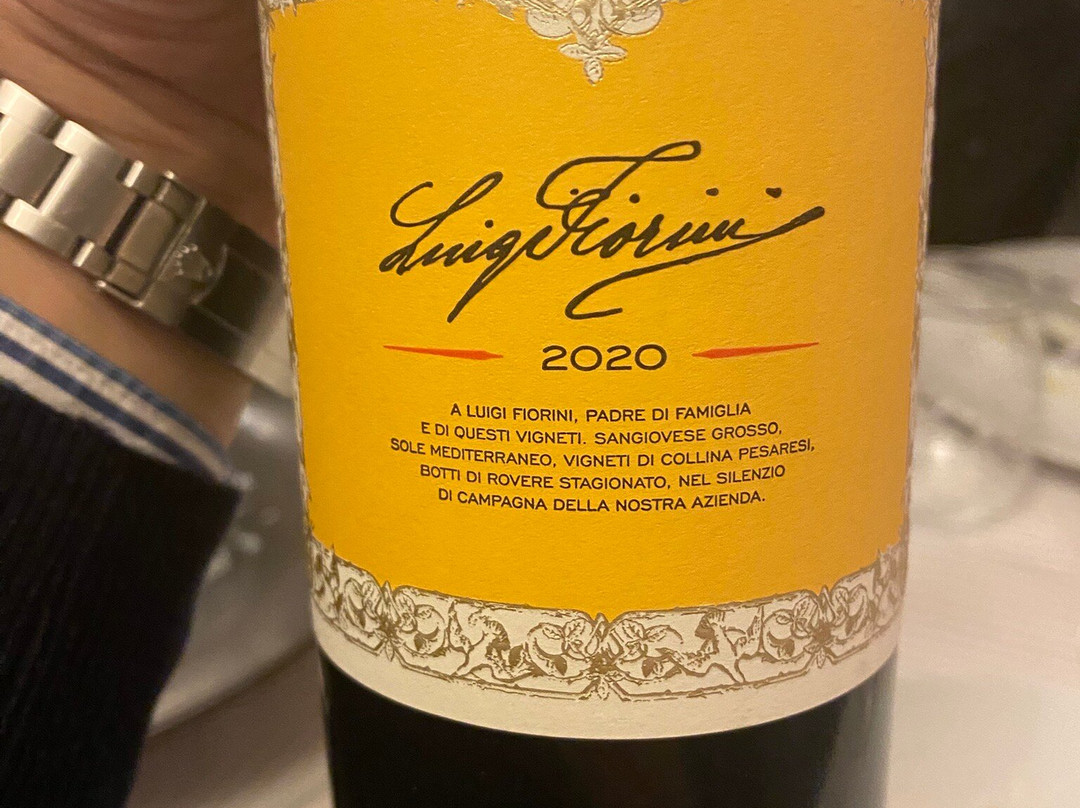 Luigi Fiorini
2020
A LUIGI FIORINI, PADRE DI FAMIGLIA
E DI QUESTI VIGNETI. SANGIOVESE GROSSO,
SOLE MEDITERRANEO, VIGNETI DI COLLINA PESARESI,
BOTTI DI ROVERE STAGIONATO, NEL SILENZIO
DI CAMPAGNA DELLA NOSTRA AZIENDA.